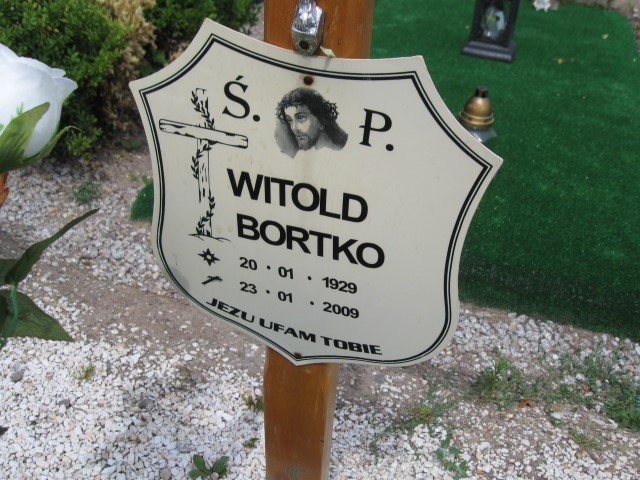 Ś. P.
WITOLD
BORTKO
20 · 01 · 1929
23 · 01 · 2009
JEZU UFAM TOBIE